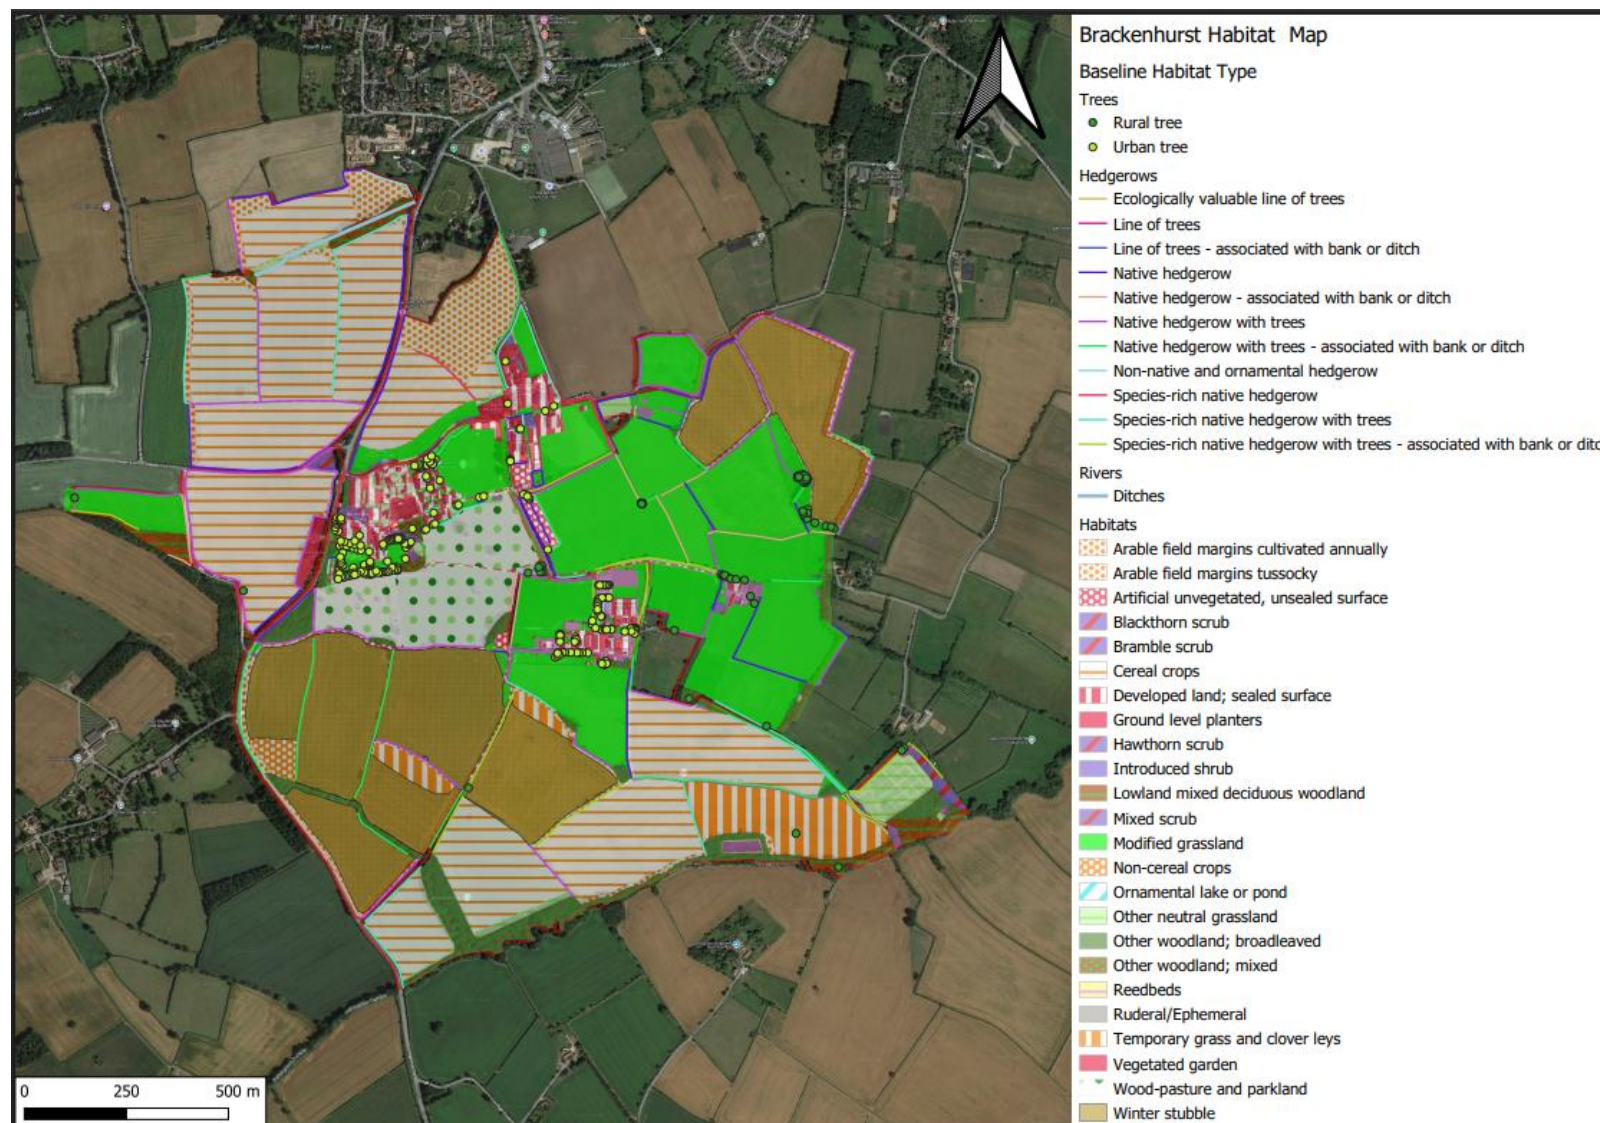 Brackenhurst Habitat Map
Baseline Habitat Type
Trees
Rural tree
Urban tree
Hedgerows
Ecologically valuable line of trees
Line of trees
Line of trees - associated with bank or ditch
Native hedgerow
Native hedgerow - associated with bank or ditch
Native hedgerow with trees
Native hedgerow with trees - associated with bank or ditch
Non-native and ornamental hedgerow
Species-rich native hedgerow
Species-rich native hedgerow with trees
Species-rich native hedgerow with trees - associated with bank or ditc
Rivers
Ditches
Habitats
Arable field margins cultivated annually
Arable field margins tussocky
Artificial unvegetated, unsealed surface
Blackthorn scrub
Bramble scrub
Cereal crops
Developed land; sealed surface
Ground level planters
Hawthorn scrub
Introduced shrub
Lowland mixed deciduous woodland
Mixed scrub
Modified grassland
Non-cereal crops
Ornamental lake or pond
Other neutral grassland
Other woodland; broadleaved
Other woodland; mixed
Reedbeds
Ruderal/Ephemeral
Temporary grass and clover leys
Vegetated garden
Wood-pasture and parkland
Winter stubble
0 250 500 m